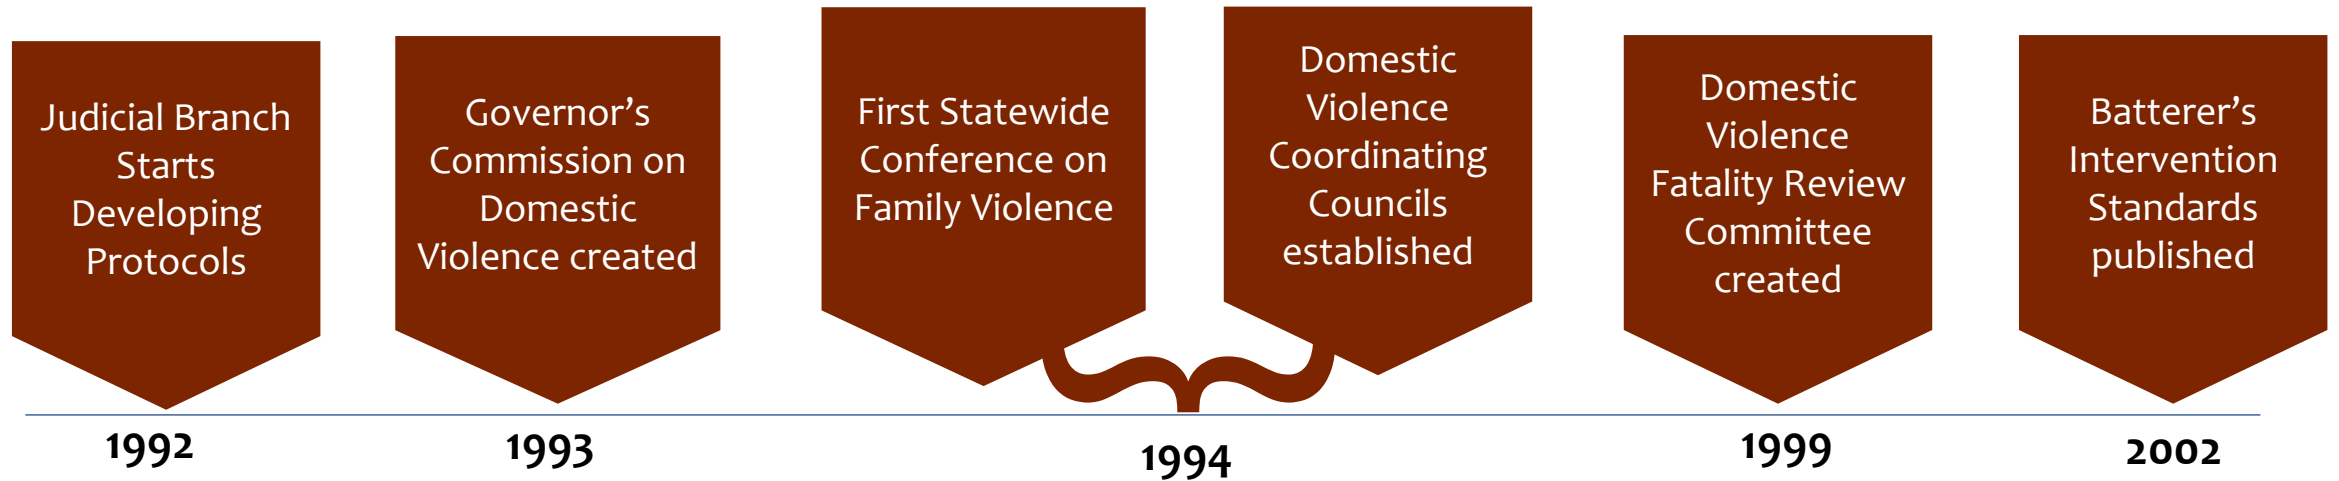 Judicial Branch
Starts
Developing
Protocols
Governor’s
Commission on
Domestic
Violence created
First Statewide
Conference on
Family Violence
Domestic
Violence
Coordinating
Councils
established
Domestic
Violence
Fatality Review
Committee
created
Batterer’s
Intervention
Standards
published
1992
1993
1994
1999
2002